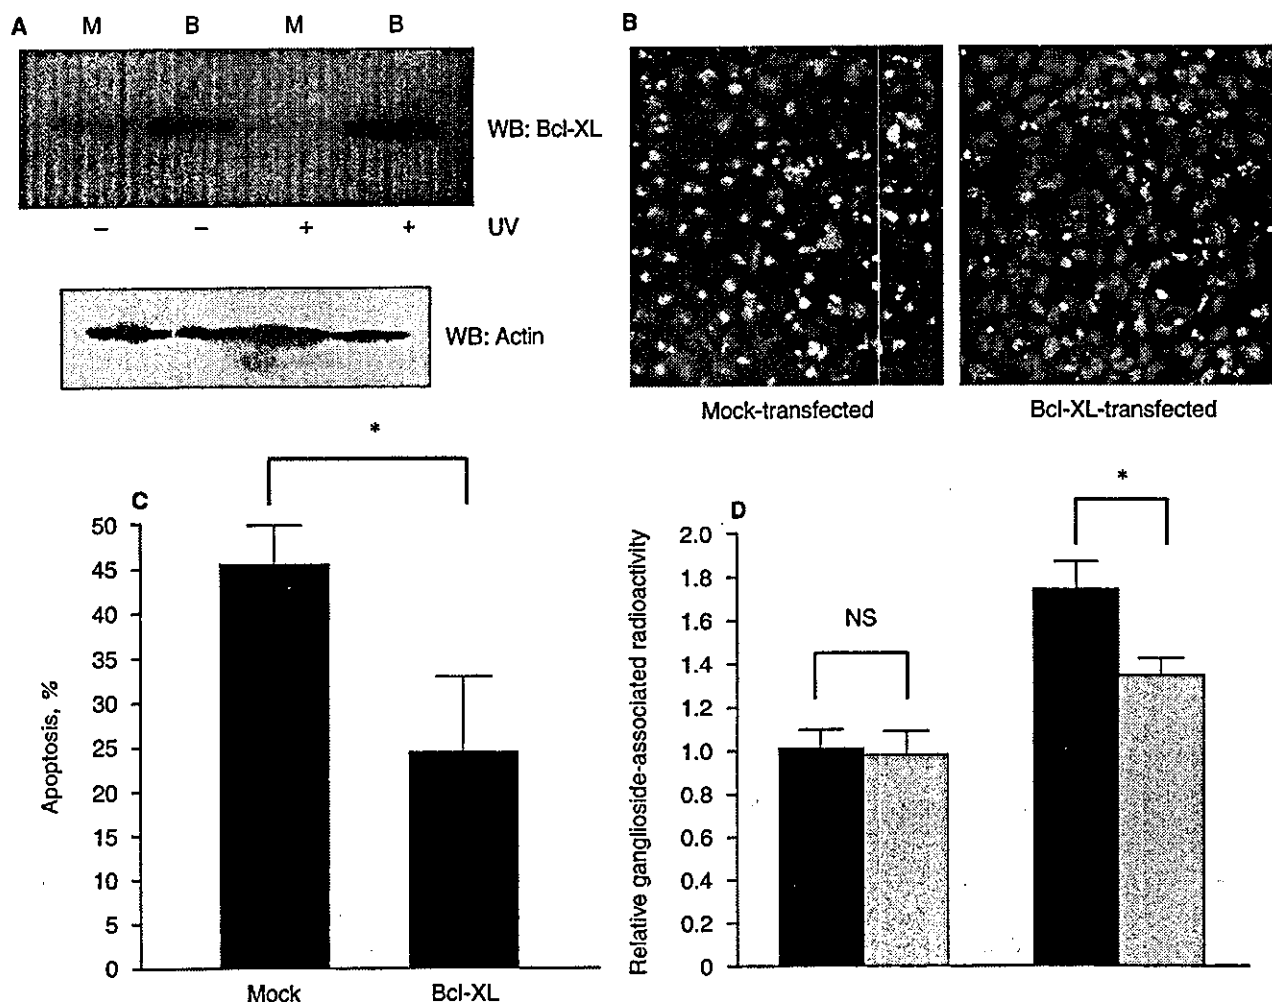 A
M B M B
WB: Bcl-XL
– – + + UV
WB: Actin
B
Mock-transfected
Bcl-XL-transfected
C
*
Apoptosis, %
50
45
40
35
30
25
20
15
10
5
0
Mock
Bcl-XL
D
*
NS
Relative ganglioside-associated radioactivity
2.0
1.8
1.6
1.4
1.2
1.0
0.8
0.6
0.4
0.2
0